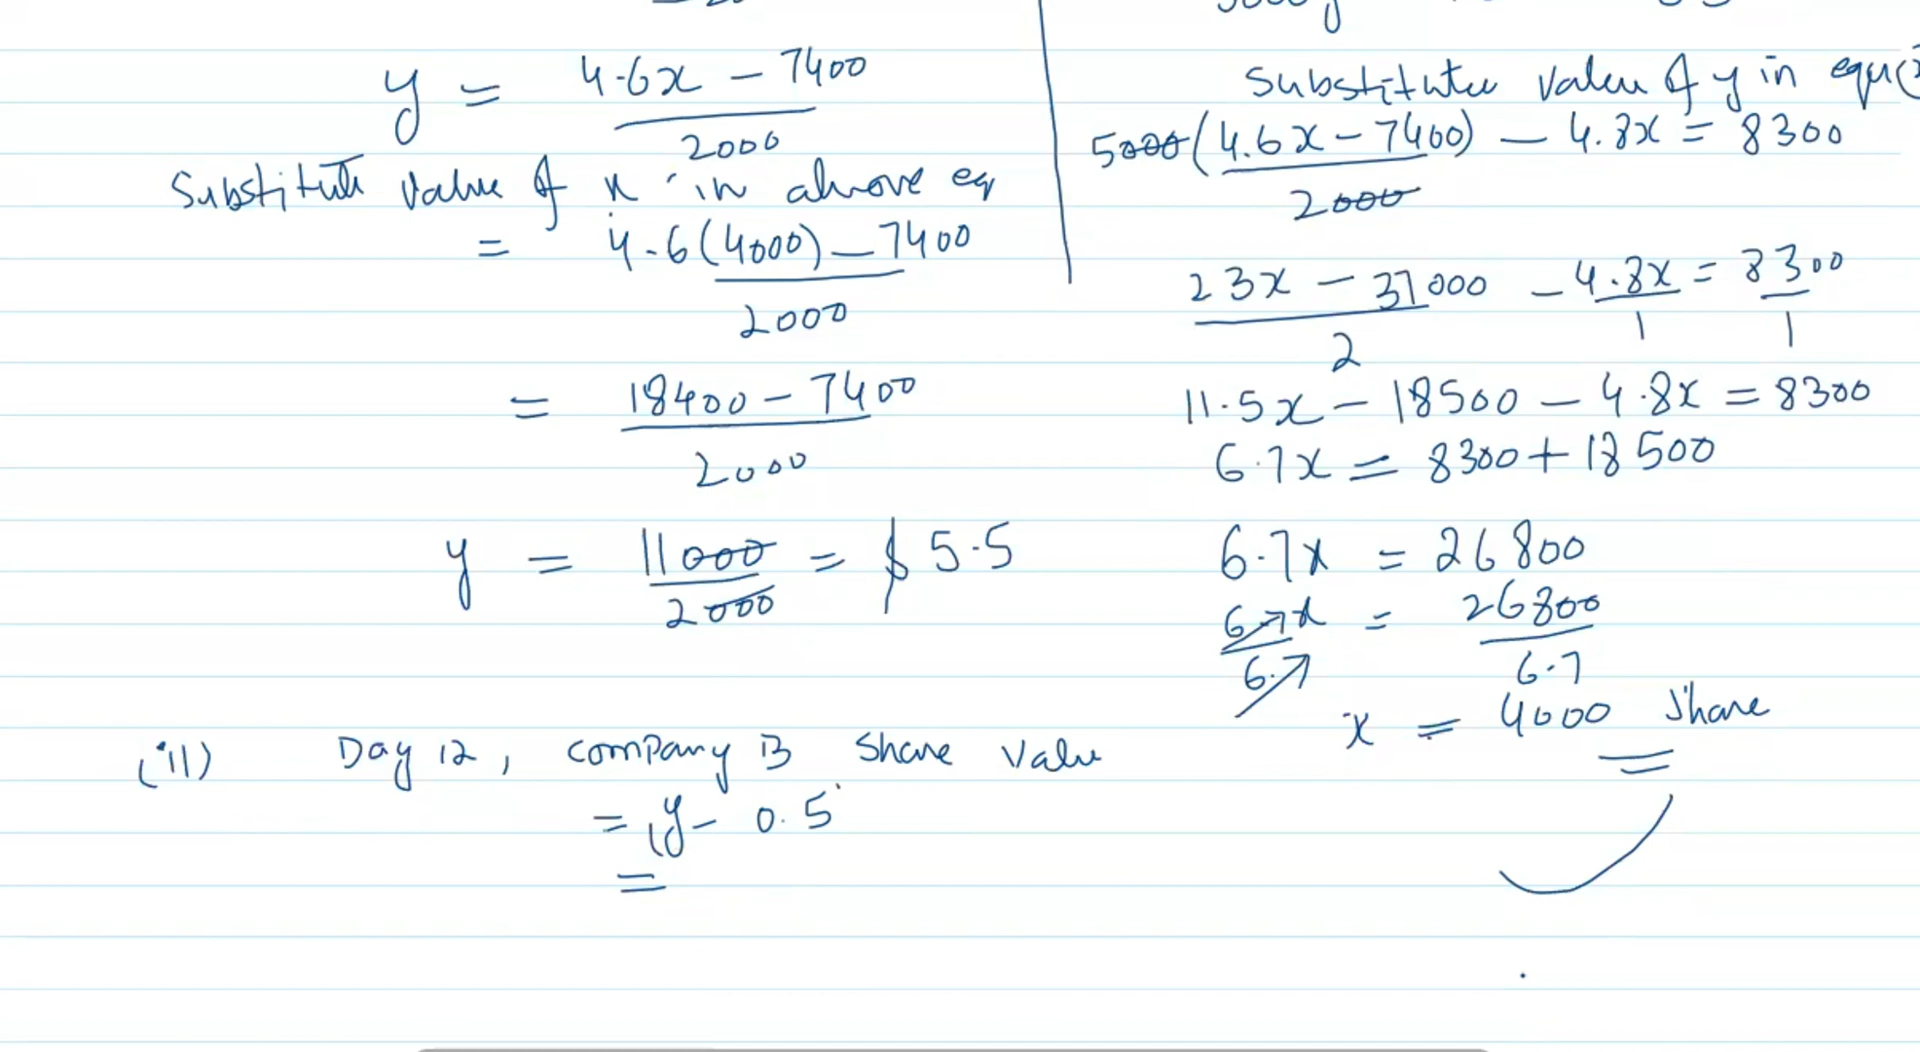 y = 4.6x - 7400
2000
Substitute value of x in above eq
= 4.6(4000) - 7400
2000
= 18400 - 7400
2000
y = 11000 = $5.5
2000
Substitute value of y in equ(
5000(4.6x - 7400) - 4.8x = 8300
2000
23x - 37000 - 4.8x = 8300
2 1 1
11.5x - 18500 - 4.8x = 8300
6.7x = 8300 + 18500
6.7x = 26800
6.7x = 26800
6.7 6.7
x = 4000 share
(ii) Day 12, company B share value
= y - 0.5
=